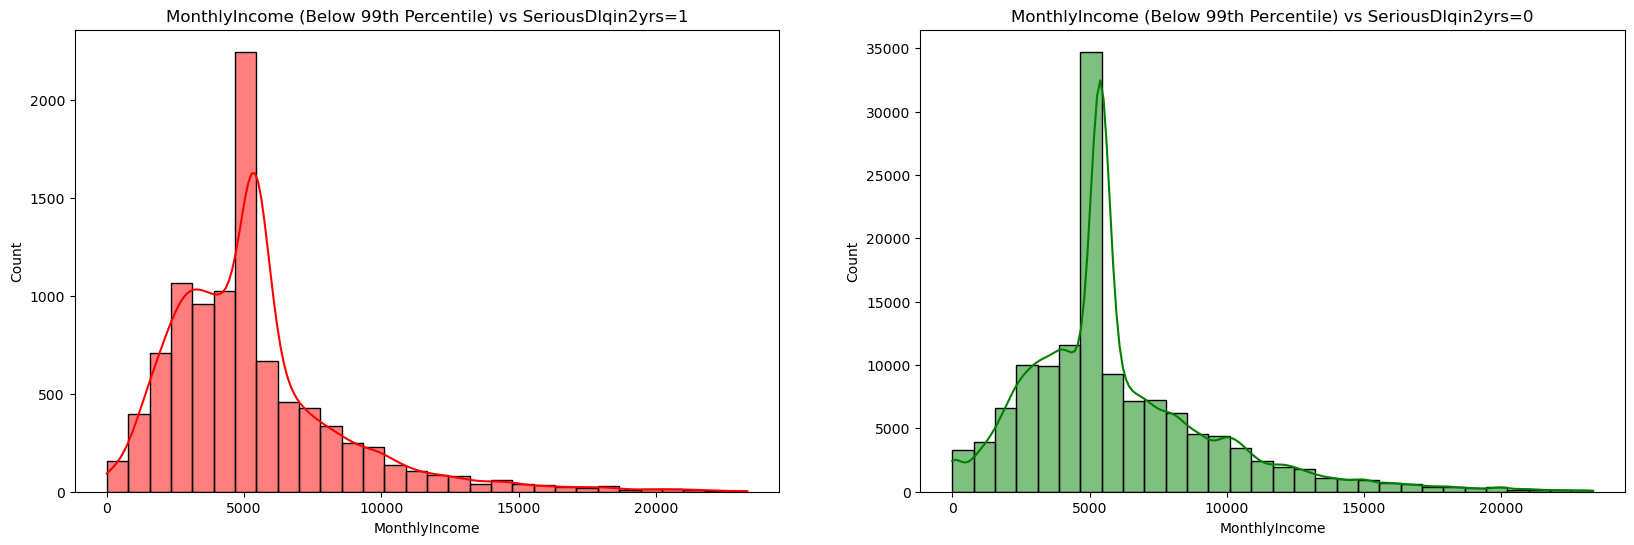 MonthlyIncome (Below 99th Percentile) vs SeriousDlqin2yrs=1
2000
1500
1000
500
0
Count
0 5000 10000 15000 20000
MonthlyIncome
MonthlyIncome (Below 99th Percentile) vs SeriousDlqin2yrs=0
35000
30000
25000
20000
15000
10000
5000
0
Count
0 5000 10000 15000 20000
MonthlyIncome